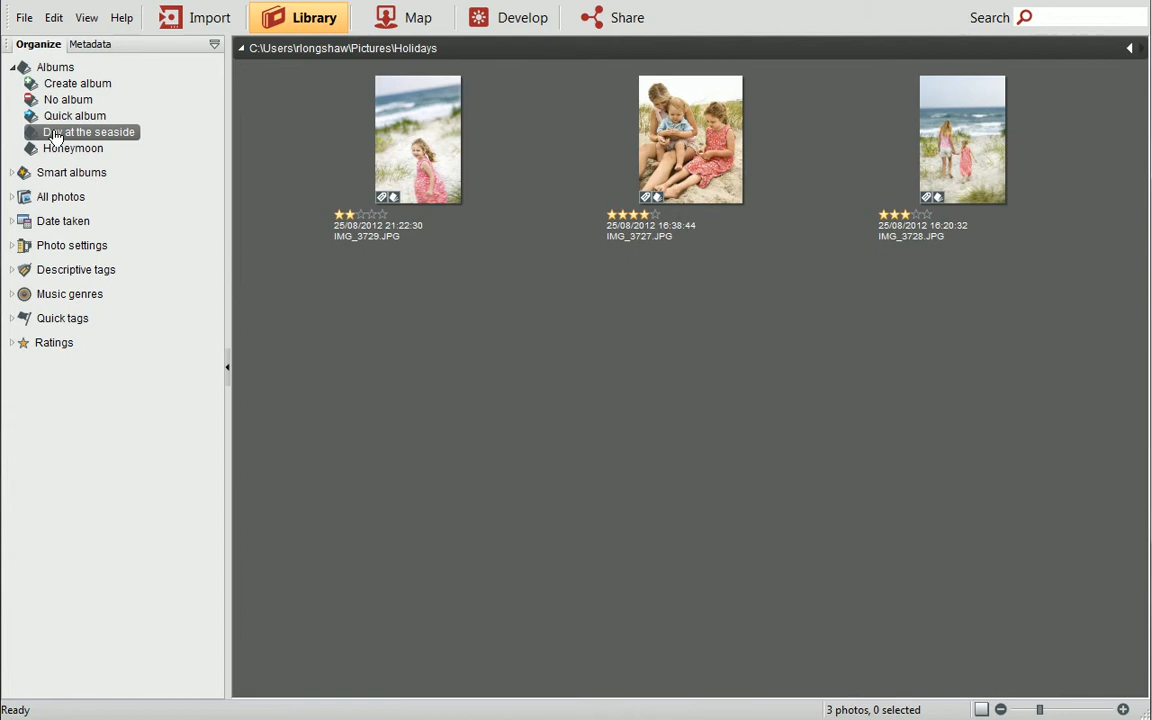 File Edit View Help Import Library Map Develop Share Search
Organize Metadata
C:\Users\rlongshaw\Pictures\Holidays
Albums
Create album
No album
Quick album
Day at the seaside
Honeymoon
Smart albums
All photos
Date taken
Photo settings
Descriptive tags
Music genres
Quick tags
Ratings
25/08/2012 21:22:30
IMG_3729.JPG
25/08/2012 16:38:44
IMG_3727.JPG
25/08/2012 16:20:32
IMG_3728.JPG
Ready
3 photos, 0 selected